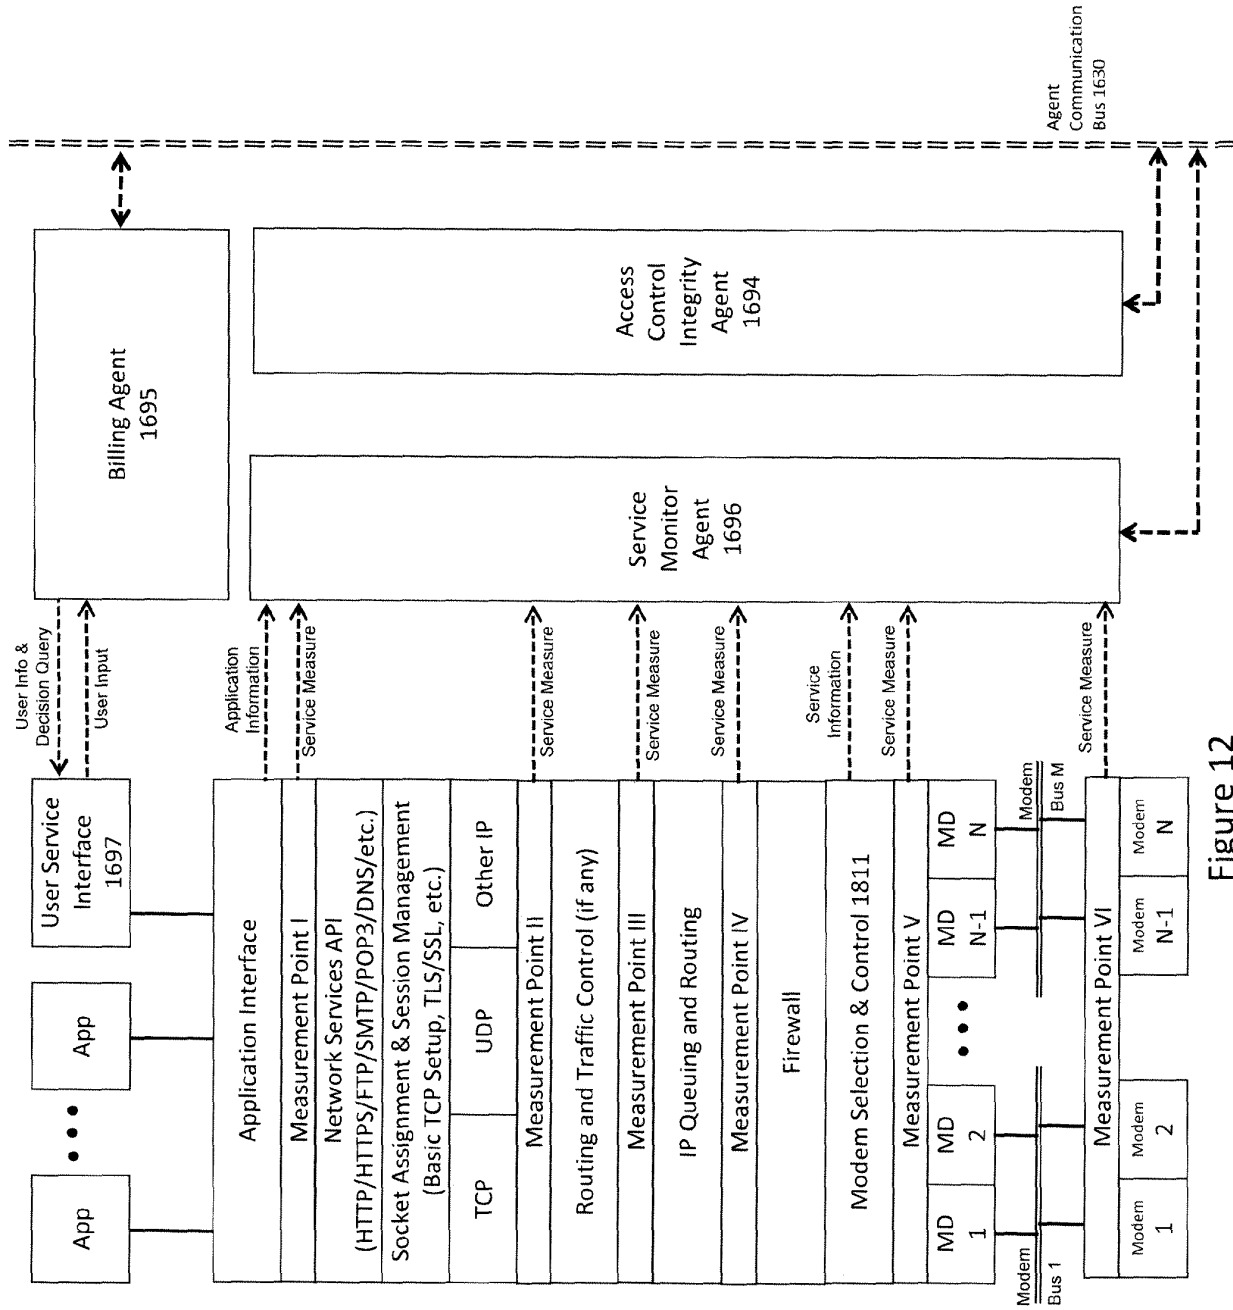 App
App
User Service
Interface
1697
User Info &
Decision Query
User Input
Billing Agent
1695
Application Interface
Application
Information
Measurement Point I
Service Measure
Network Services API
(HTTP/HTTPS/FTP/SMTP/POP3/DNS/etc.)
Socket Assignment & Session Management
(Basic TCP Setup, TLS/SSL, etc.)
TCP
UDP
Other IP
Measurement Point II
Service Measure
Routing and Traffic Control (if any)
Measurement Point III
Service Measure
IP Queuing and Routing
Measurement Point IV
Service Measure
Firewall
Modem Selection & Control 1811
Service
Information
Measurement Point V
Service Measure
MD
1
MD
2
MD
N-1
MD
N
Modem
Bus 1
Modem
Bus M
Measurement Point VI
Service Measure
Modem
1
Modem
2
Modem
N-1
Modem
N
Service
Monitor
Agent
1696
Access
Control
Integrity
Agent
1694
Agent
Communication
Bus 1630
Figure 12